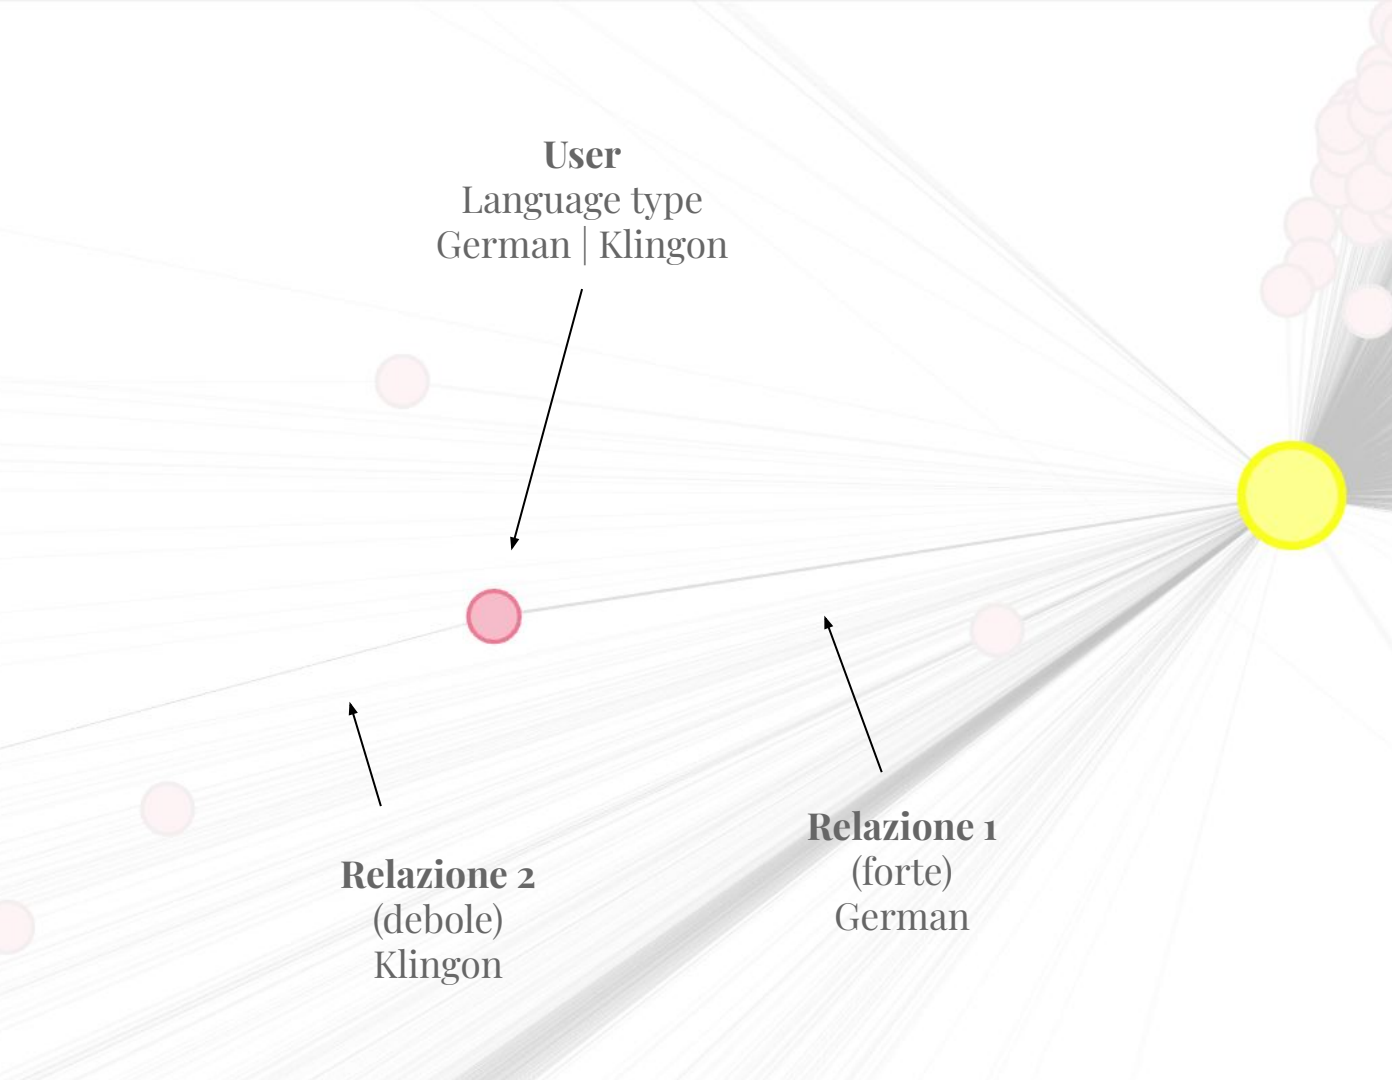 User
Language type
German | Klingon
Relazione 1
(forte)
German
Relazione 2
(debole)
Klingon